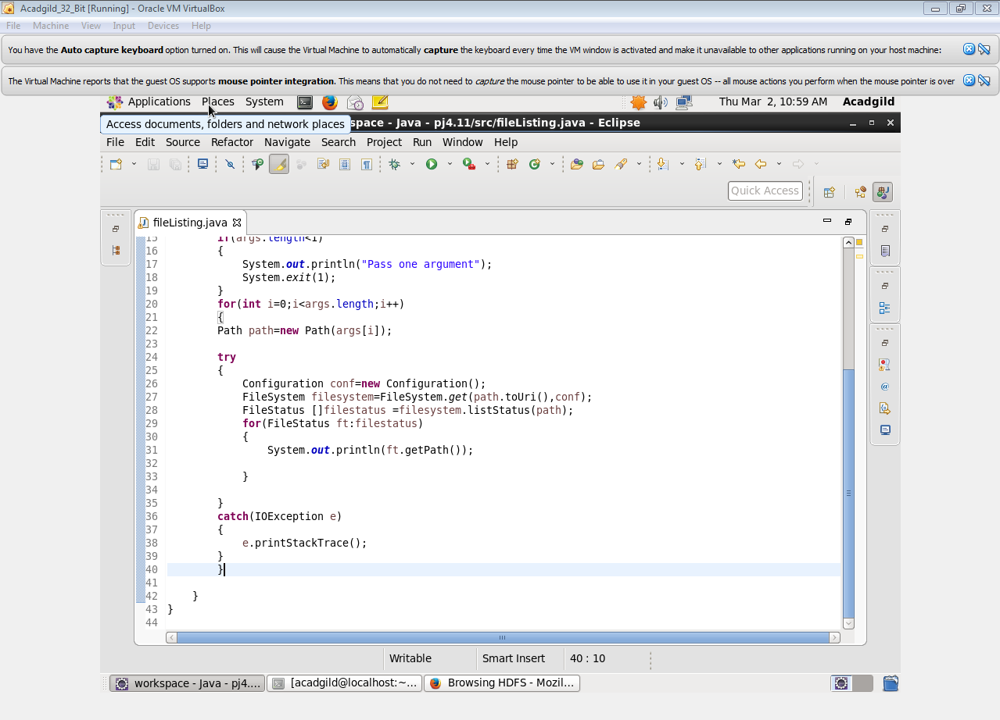 Acadgild_32_Bit [Running] - Oracle VM VirtualBox
File Machine View Input Devices Help
You have the Auto capture keyboard option turned on. This will cause the Virtual Machine to automatically capture the keyboard every time the VM window is activated and make it unavailable to other applications running on your host machine:
The Virtual Machine reports that the guest OS supports mouse pointer integration. This means that you do not need to capture the mouse pointer to be able to use it in your guest OS -- all mouse actions you perform when the mouse pointer is over
Applications Places System Thu Mar 2, 10:59 AM Acadgild
Access documents, folders and network places
space - Java - pj4.11/src/fileListing.java - Eclipse
File Edit Source Refactor Navigate Search Project Run Window Help
Quick Access
fileListing.java
15 if(args.length<1)
16 {
17 System.out.println("Pass one argument");
18 System.exit(1);
19 }
20 for(int i=0;i<args.length;i++)
21 {
22 Path path=new Path(args[i]);
23
24 try
25 {
26 Configuration conf=new Configuration();
27 FileSystem filesystem=FileSystem.get(path.toUri(),conf);
28 FileStatus []filestatus =filesystem.listStatus(path);
29 for(FileStatus ft:filestatus)
30 {
31 System.out.println(ft.getPath());
32
33 }
34
35 }
36 catch(IOException e)
37 {
38 e.printStackTrace();
39 }
40 }
41
42 }
43 }
44
Writable Smart Insert 40 : 10
workspace - Java - pj4.... [acadgild@localhost:~... Browsing HDFS - Mozil...